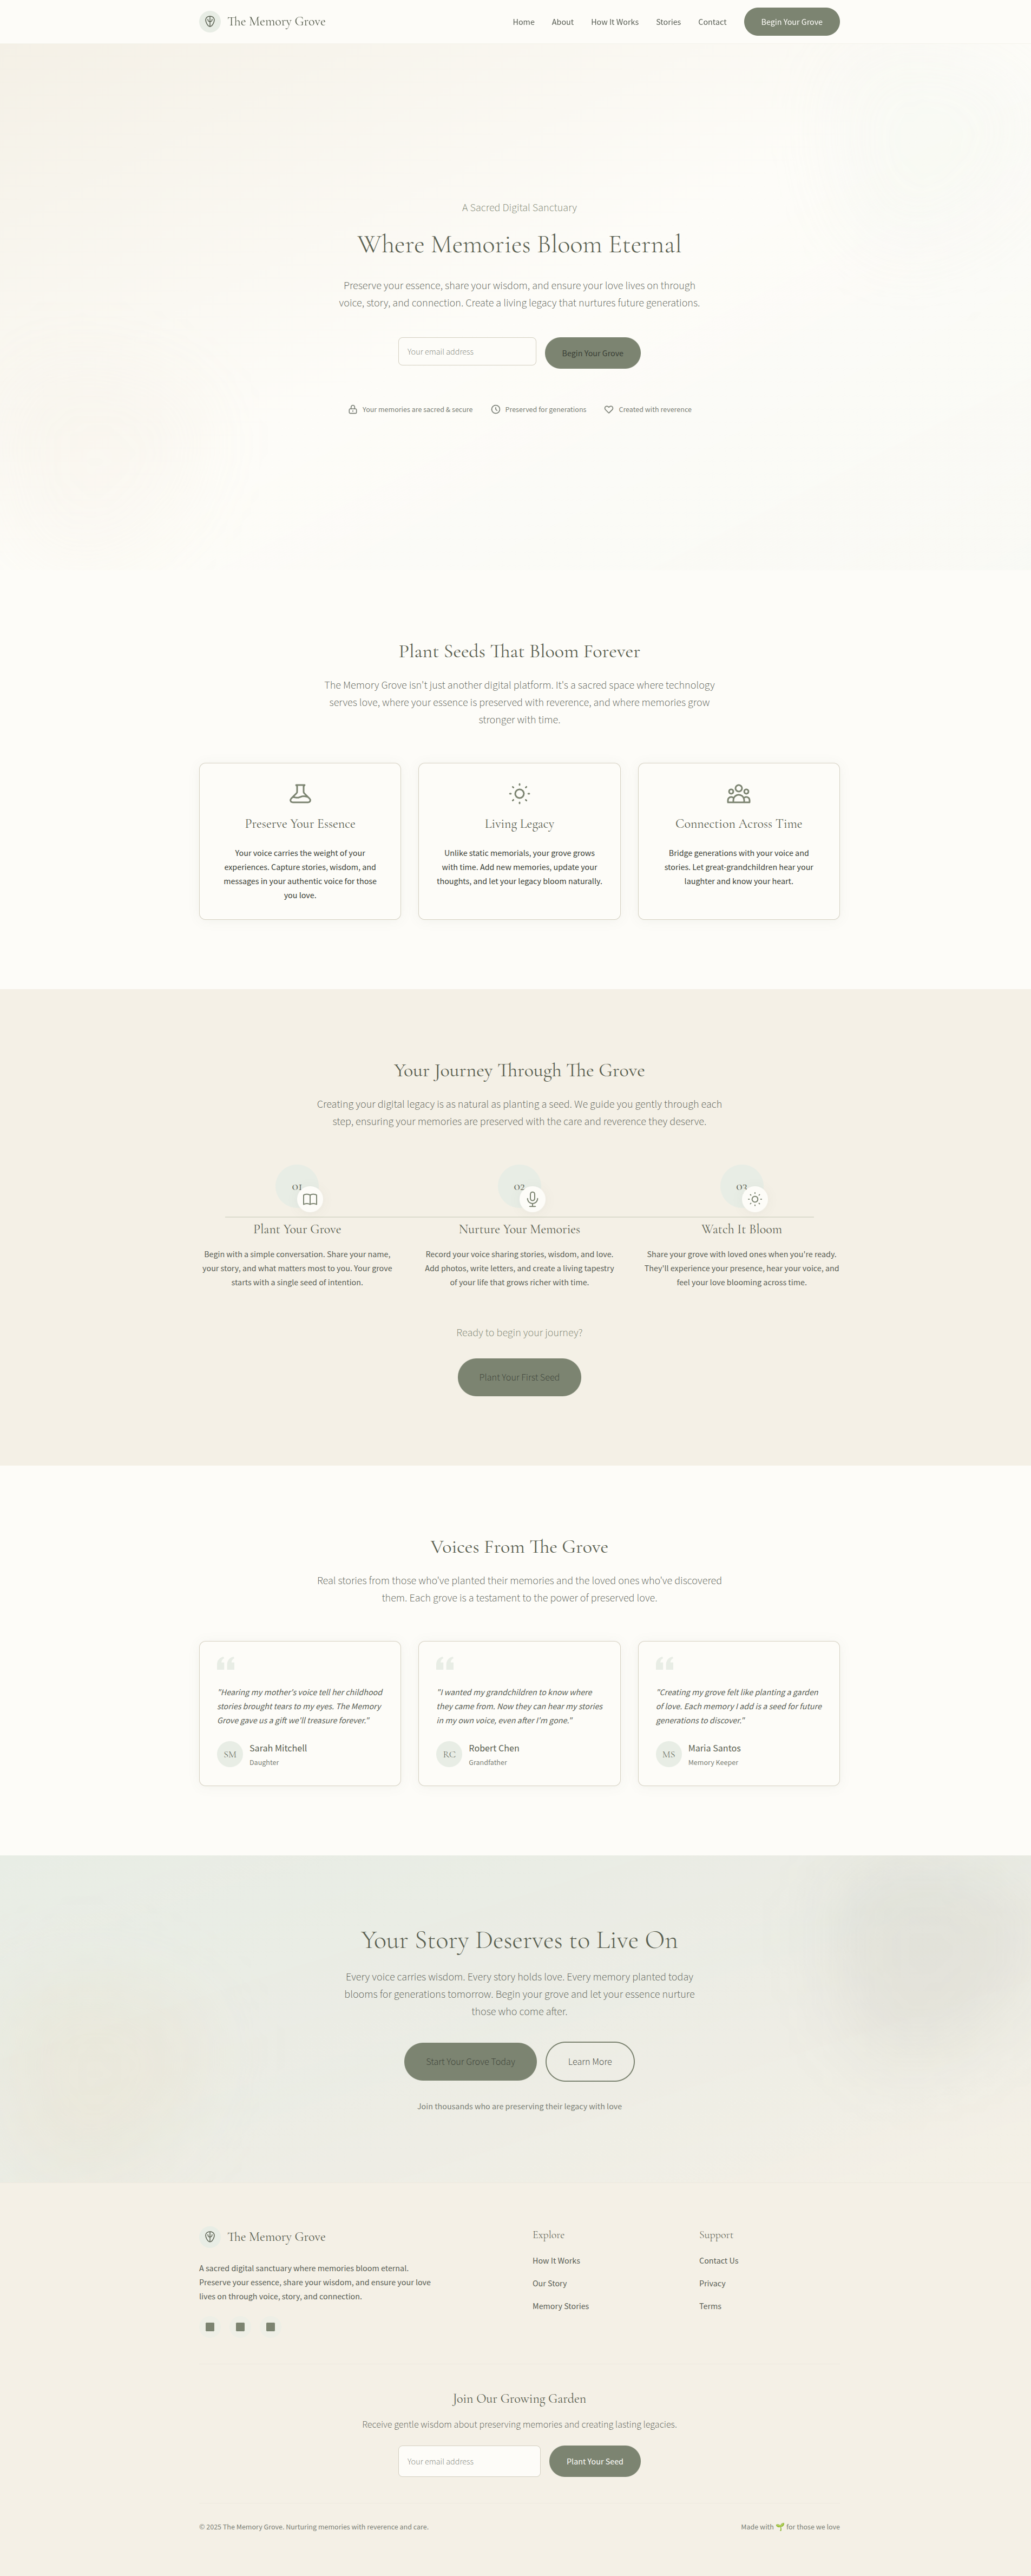 The Memory Grove
Home
About
How It Works
Stories
Contact
Begin Your Grove
A Sacred Digital Sanctuary
Where Memories Bloom Eternal
Preserve your essence, share your wisdom, and ensure your love lives on through
voice, story, and connection. Create a living legacy that nurtures future generations.
Your email address
Begin Your Grove
Your memories are sacred & secure
Preserved for generations
Created with reverence
Plant Seeds That Bloom Forever
The Memory Grove isn't just another digital platform. It's a sacred space where technology
serves love, where your essence is preserved with reverence, and where memories grow
stronger with time.
Preserve Your Essence
Your voice carries the weight of your
experiences. Capture stories, wisdom, and
messages in your authentic voice for those
you love.
Living Legacy
Unlike static memorials, your grove grows
with time. Add new memories, update your
thoughts, and let your legacy bloom naturally.
Connection Across Time
Bridge generations with your voice and
stories. Let great-grandchildren hear your
laughter and know your heart.
Your Journey Through The Grove
Creating your digital legacy is as natural as planting a seed. We guide you gently through each
step, ensuring your memories are preserved with the care and reverence they deserve.
01
Plant Your Grove
Begin with a simple conversation. Share your name,
your story, and what matters most to you. Your grove
starts with a single seed of intention.
02
Nurture Your Memories
Record your voice sharing stories, wisdom, and love.
Add photos, write letters, and create a living tapestry
of your life that grows richer with time.
03
Watch It Bloom
Share your grove with loved ones when you're ready.
They'll experience your presence, hear your voice, and
feel your love blooming across time.
Ready to begin your journey?
Plant Your First Seed
Voices From The Grove
Real stories from those who've planted their memories and the loved ones who've discovered
them. Each grove is a testament to the power of preserved love.
"Hearing my mother's voice tell her childhood
stories brought tears to my eyes. The Memory
Grove gave us a gift we'll treasure forever."
SM
Sarah Mitchell
Daughter
"I wanted my grandchildren to know where
they came from. Now they can hear my stories
in my own voice, even after I'm gone."
RC
Robert Chen
Grandfather
"Creating my grove felt like planting a garden
of love. Each memory I add is a seed for future
generations to discover."
MS
Maria Santos
Memory Keeper
Your Story Deserves to Live On
Every voice carries wisdom. Every story holds love. Every memory planted today
blooms for generations tomorrow. Begin your grove and let your essence nurture
those who come after.
Start Your Grove Today
Learn More
Join thousands who are preserving their legacy with love
The Memory Grove
A sacred digital sanctuary where memories bloom eternal.
Preserve your essence, share your wisdom, and ensure your love
lives on through voice, story, and connection.
Explore
How It Works
Our Story
Memory Stories
Support
Contact Us
Privacy
Terms
Join Our Growing Garden
Receive gentle wisdom about preserving memories and creating lasting legacies.
Your email address
Plant Your Seed
© 2025 The Memory Grove. Nurturing memories with reverence and care.
Made with 🌱 for those we love